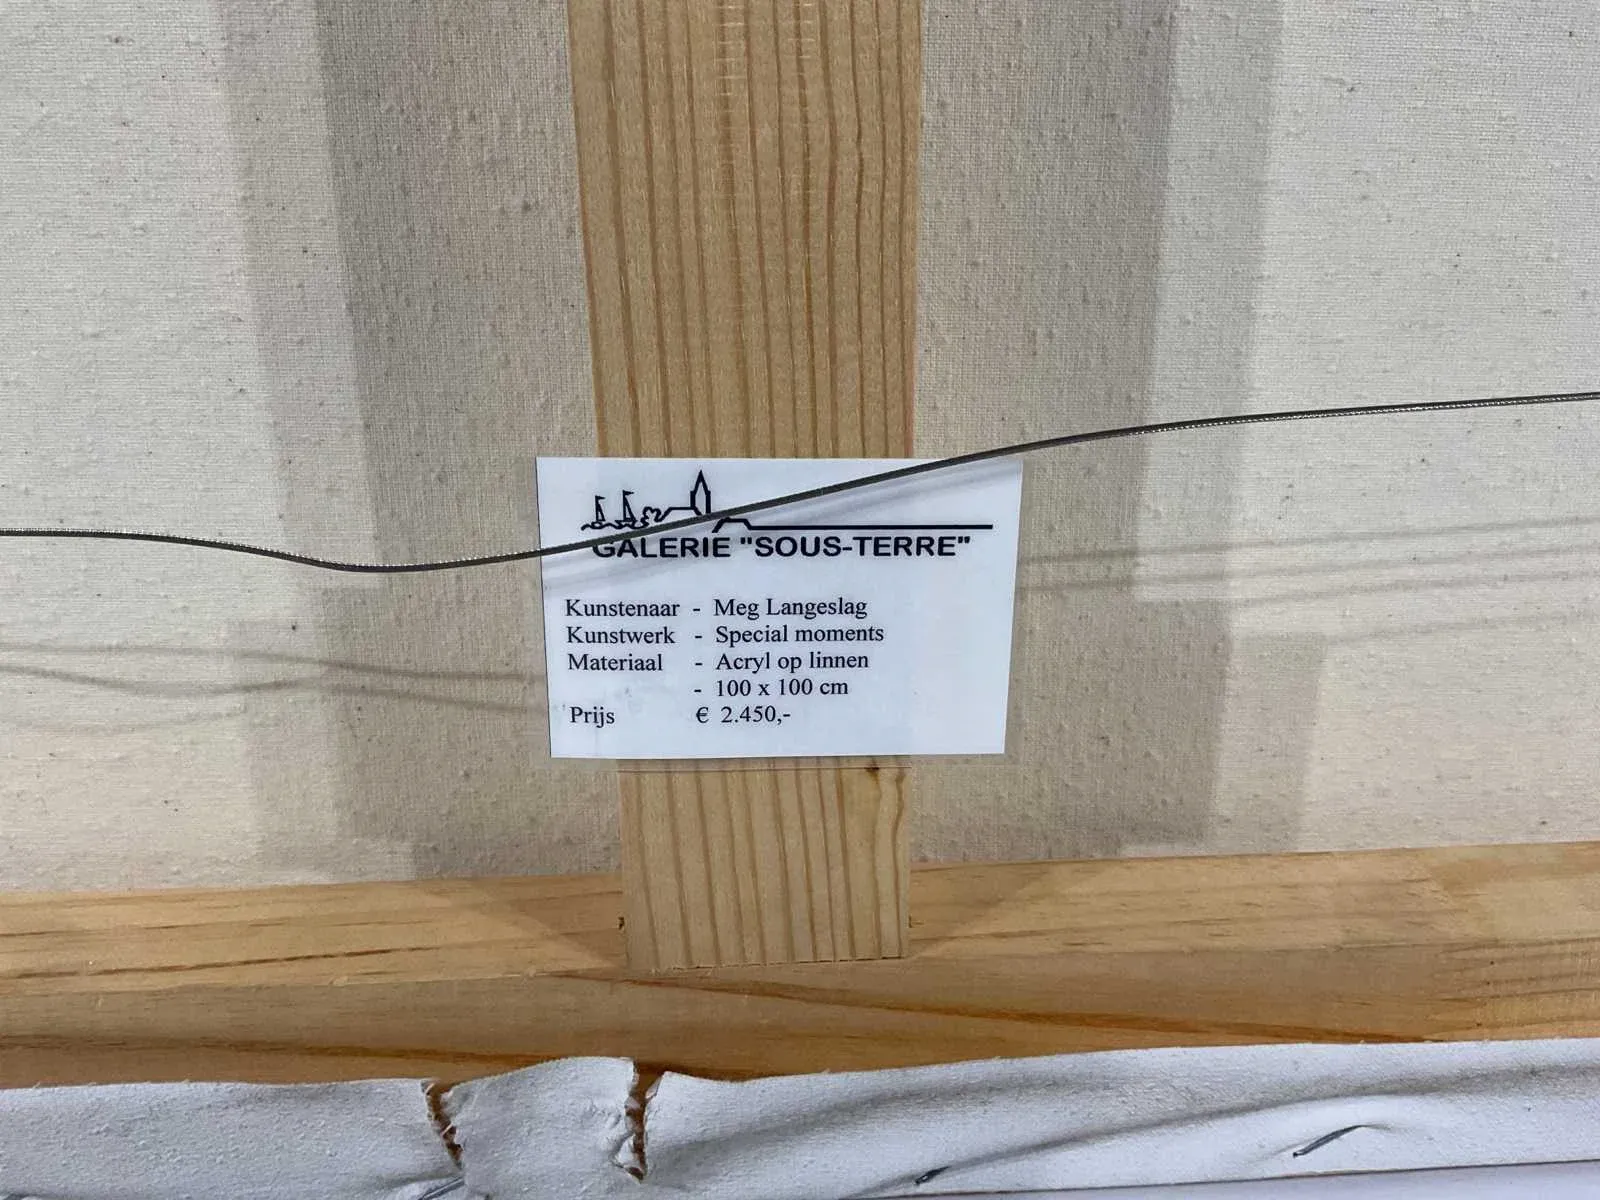 GALERIE "SOUS-TERRE"
Kunstenaar - Meg Langeslag
Kunstwerk - Special moments
Materiaal - Acryl op linnen
- 100 x 100 cm
Prijs € 2.450,-